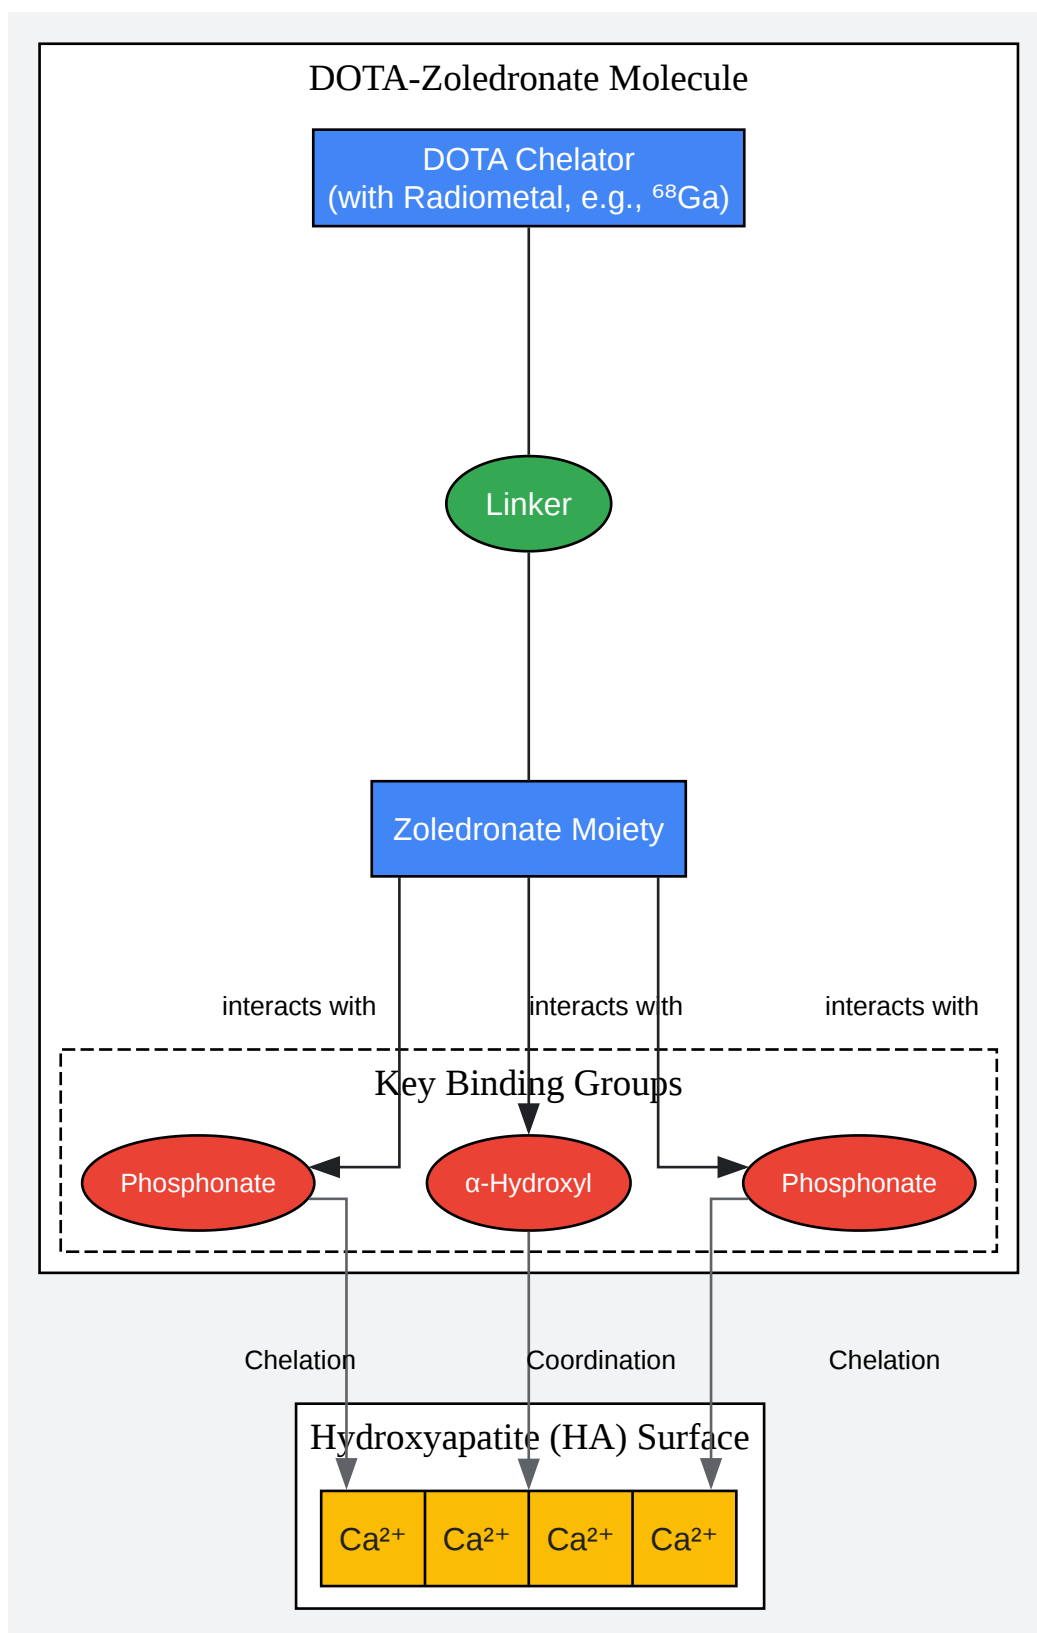 DOTA-Zoledronate Molecule
DOTA Chelator
(with Radiometal, e.g., ⁶⁸Ga)
Linker
Zoledronate Moiety
interacts with
interacts with
interacts with
Key Binding Groups
Phosphonate
α-Hydroxyl
Phosphonate
Chelation
Coordination
Chelation
Hydroxyapatite (HA) Surface
Ca²⁺
Ca²⁺
Ca²⁺
Ca²⁺